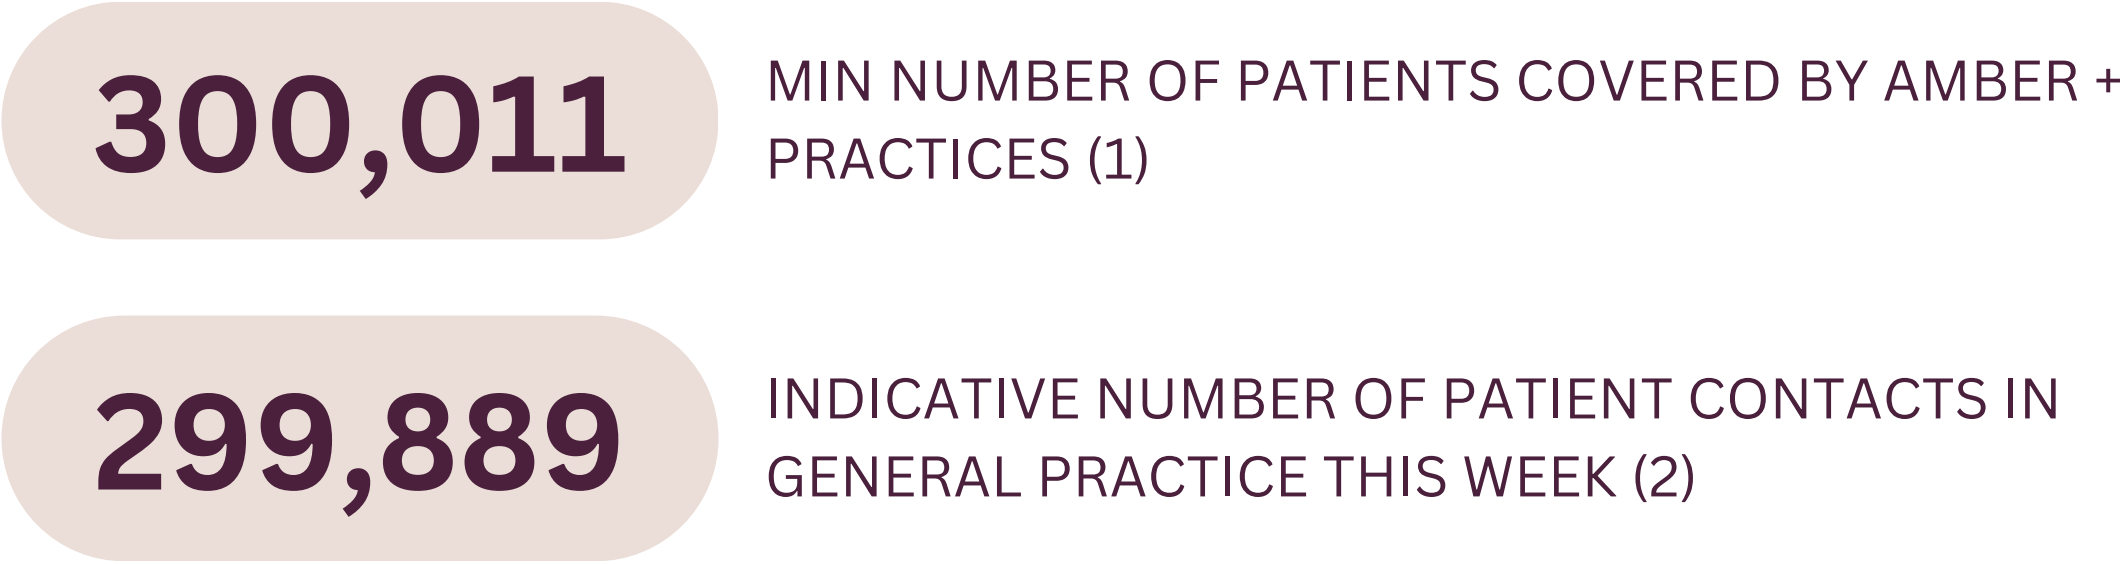 300,011
MIN NUMBER OF PATIENTS COVERED BY AMBER +
PRACTICES (1)
299,889
INDICATIVE NUMBER OF PATIENT CONTACTS IN
GENERAL PRACTICE THIS WEEK (2)